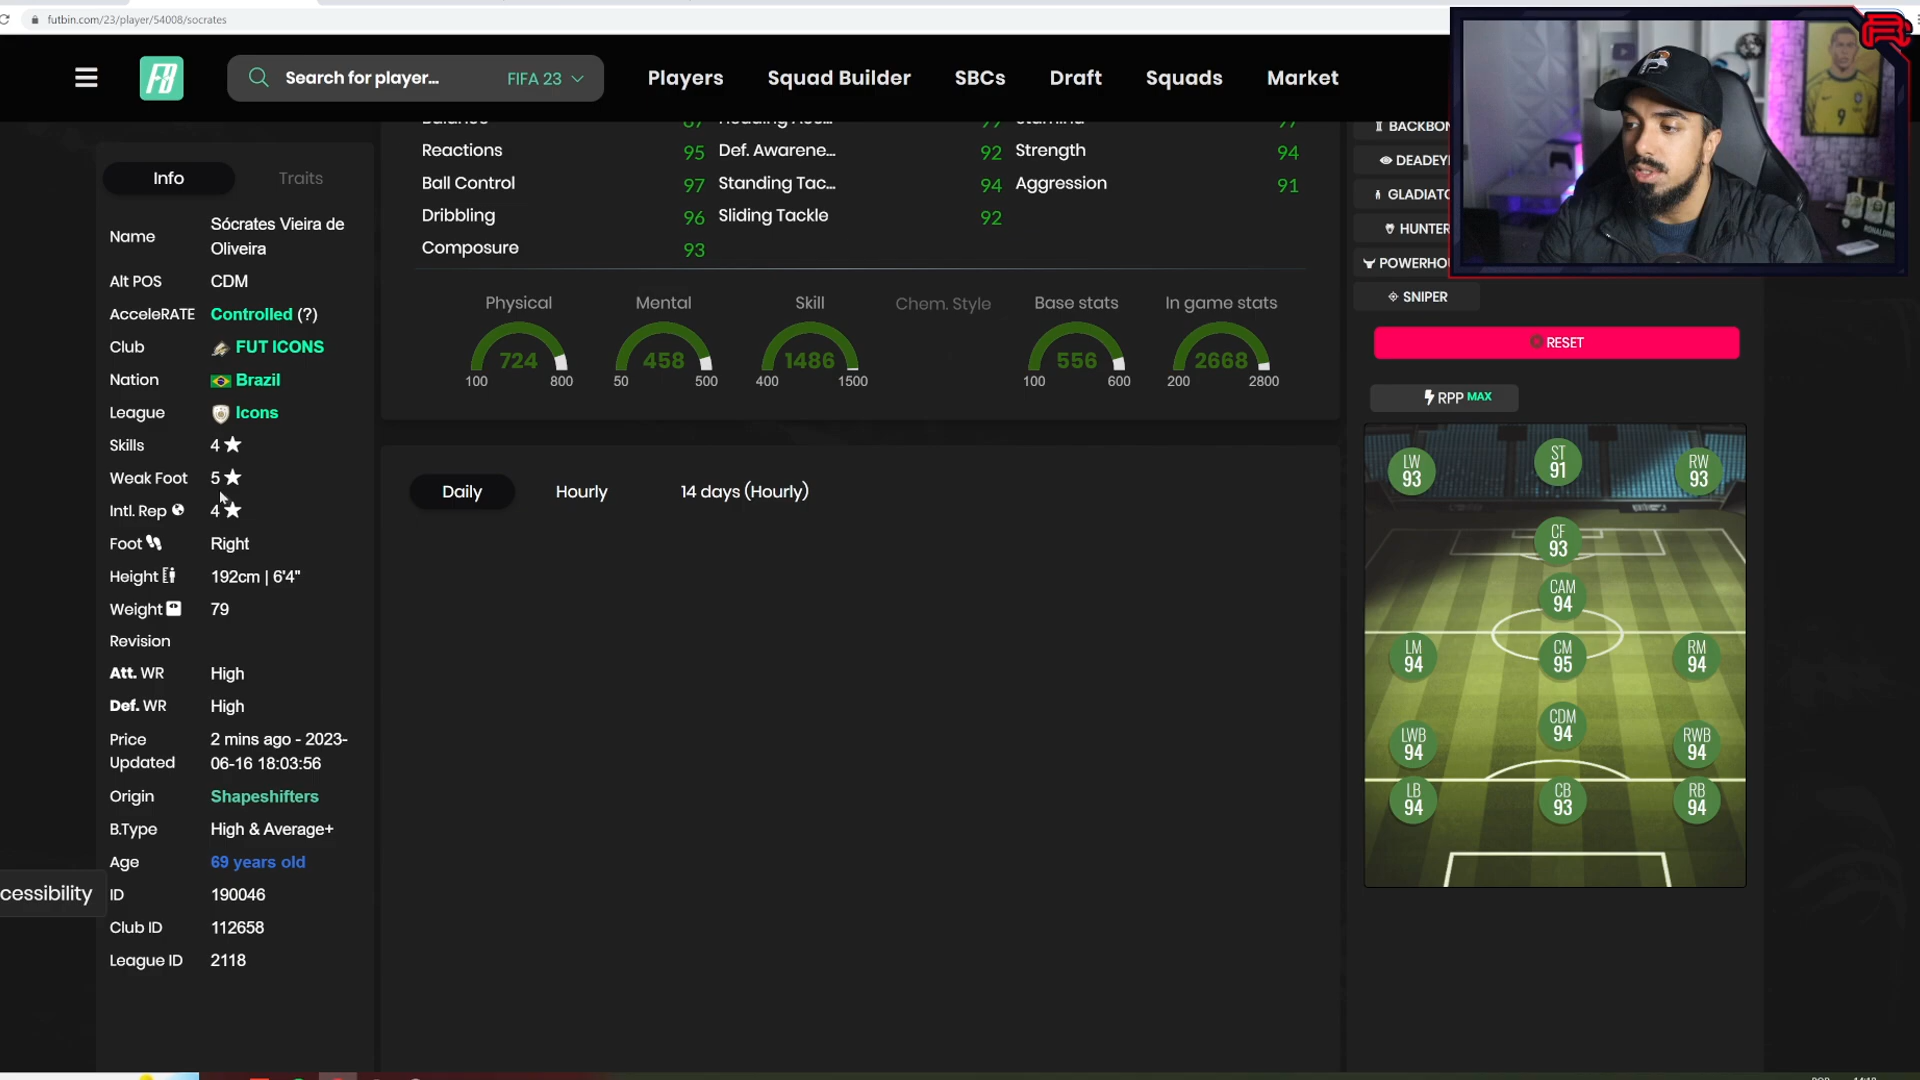 futbin.com/23/player/54008/socrates
Search for player...
FIFA 23
Players
Squad Builder
SBCs
Draft
Squads
Market
Info
Traits
Name
Sócrates Vieira de
Oliveira
Alt POS CDM
AcceleRATE Controlled (?)
Club FUT ICONS
Nation Brazil
League Icons
Skills 4
Weak Foot 5
Intl. Rep 4
Foot Right
Height 192cm | 6'4"
Weight 79
Revision
Att. WR High
Def. WR High
Price
Updated
2 mins ago - 2023-
06-16 18:03:56
Origin Shapeshifters
B.Type High & Average+
Age 69 years old
ID 190046
Club ID 112658
League ID 2118
cessibility
Reactions 95
Def. Awarene... 92
Strength 94
Ball Control 97
Standing Tac... 94
Aggression 91
Dribbling 96
Sliding Tackle 92
Composure 93
Physical
724
100 800
Mental
458
50 500
Skill
1486
400 1500
Chem. Style
Base stats
556
100 600
In game stats
2668
200 2800
Daily
Hourly
14 days (Hourly)
BACKBON
DEADEY
GLADIATO
HUNTER
POWERHO
SNIPER
RESET
RPP MAX
LW
93
ST
91
RW
93
CF
93
CAM
94
LM
94
CM
95
RM
94
CDM
94
LWB
94
RWB
94
LB
94
CB
93
RB
94
9